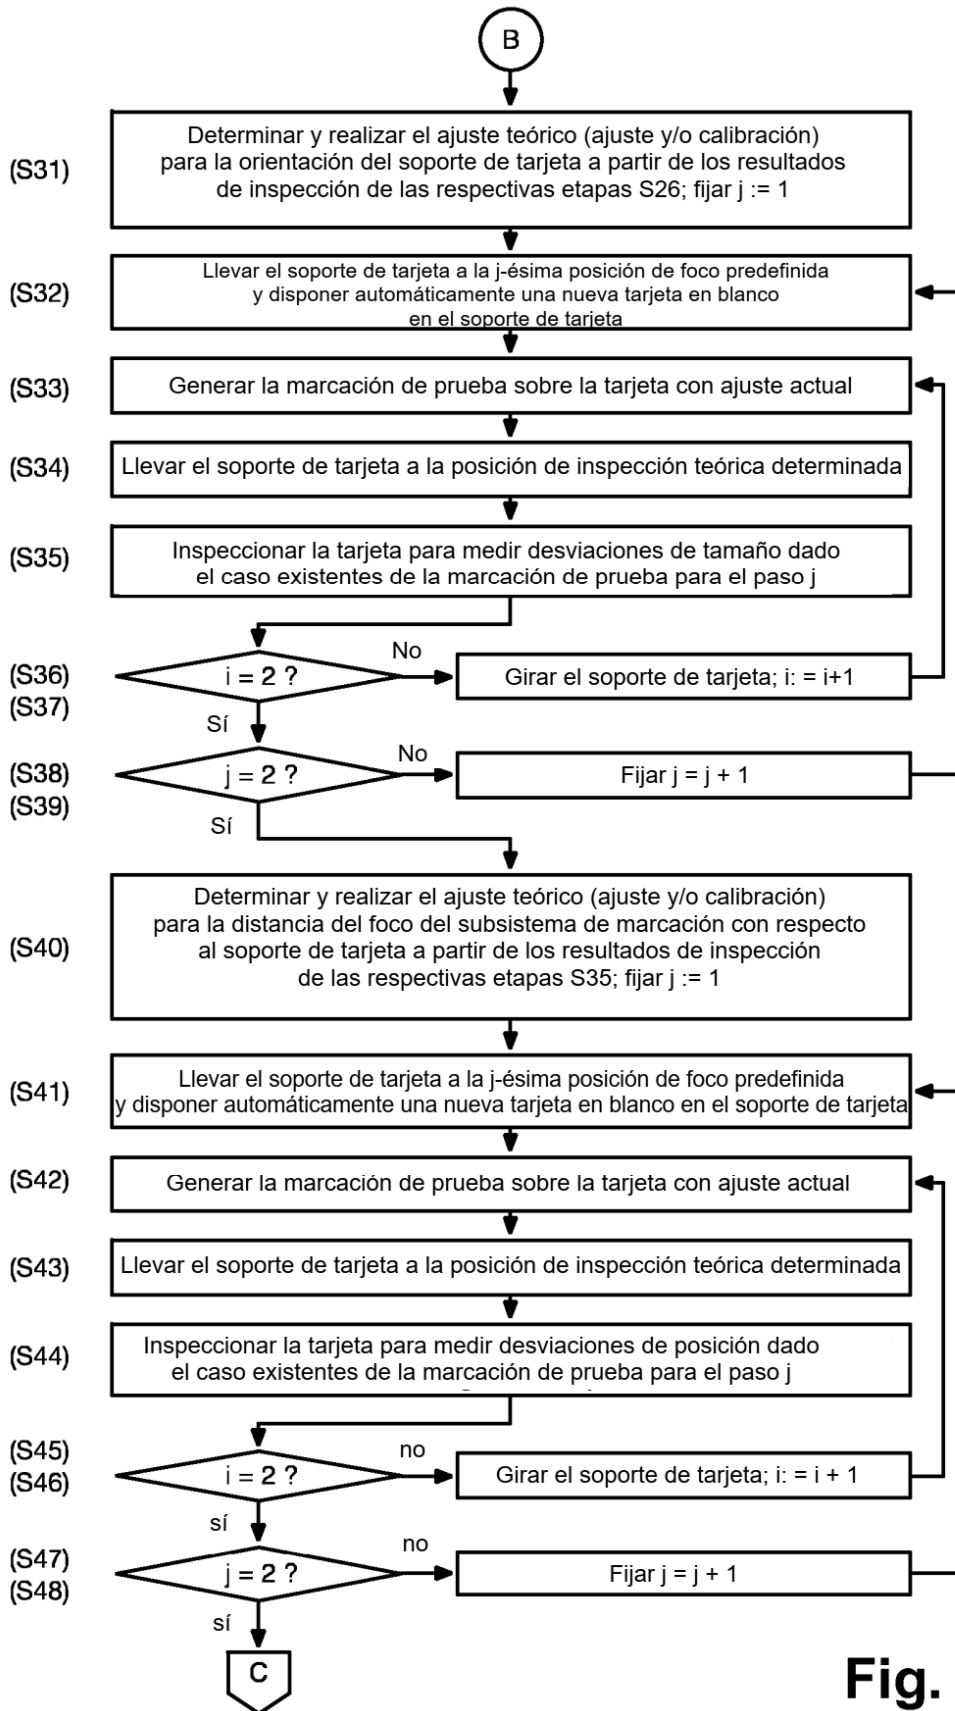 B
(S31)
Determinar y realizar el ajuste teórico (ajuste y/o calibración)
para la orientación del soporte de tarjeta a partir de los resultados
de inspección de las respectivas etapas S26; fijar j := 1
(S32)
Llevar el soporte de tarjeta a la j-ésima posición de foco predefinida
y disponer automáticamente una nueva tarjeta en blanco
en el soporte de tarjeta
(S33)
Generar la marcación de prueba sobre la tarjeta con ajuste actual
(S34)
Llevar el soporte de tarjeta a la posición de inspección teórica determinada
(S35)
Inspeccionar la tarjeta para medir desviaciones de tamaño dado
el caso existentes de la marcación de prueba para el paso j
(S36)
(S37)
i = 2 ?
No
Girar el soporte de tarjeta; i: = i+1
Sí
(S38)
(S39)
j = 2 ?
No
Fijar j = j + 1
Sí
(S40)
Determinar y realizar el ajuste teórico (ajuste y/o calibración)
para la distancia del foco del subsistema de marcación con respecto
al soporte de tarjeta a partir de los resultados de inspección
de las respectivas etapas S35; fijar j := 1
(S41)
Llevar el soporte de tarjeta a la j-ésima posición de foco predefinida
y disponer automáticamente una nueva tarjeta en blanco en el soporte de tarjeta
(S42)
Generar la marcación de prueba sobre la tarjeta con ajuste actual
(S43)
Llevar el soporte de tarjeta a la posición de inspección teórica determinada
(S44)
Inspeccionar la tarjeta para medir desviaciones de posición dado
el caso existentes de la marcación de prueba para el paso j
(S45)
(S46)
i = 2 ?
no
Girar el soporte de tarjeta; i: = i + 1
sí
(S47)
(S48)
j = 2 ?
no
Fijar j = j + 1
sí
C
Fig.